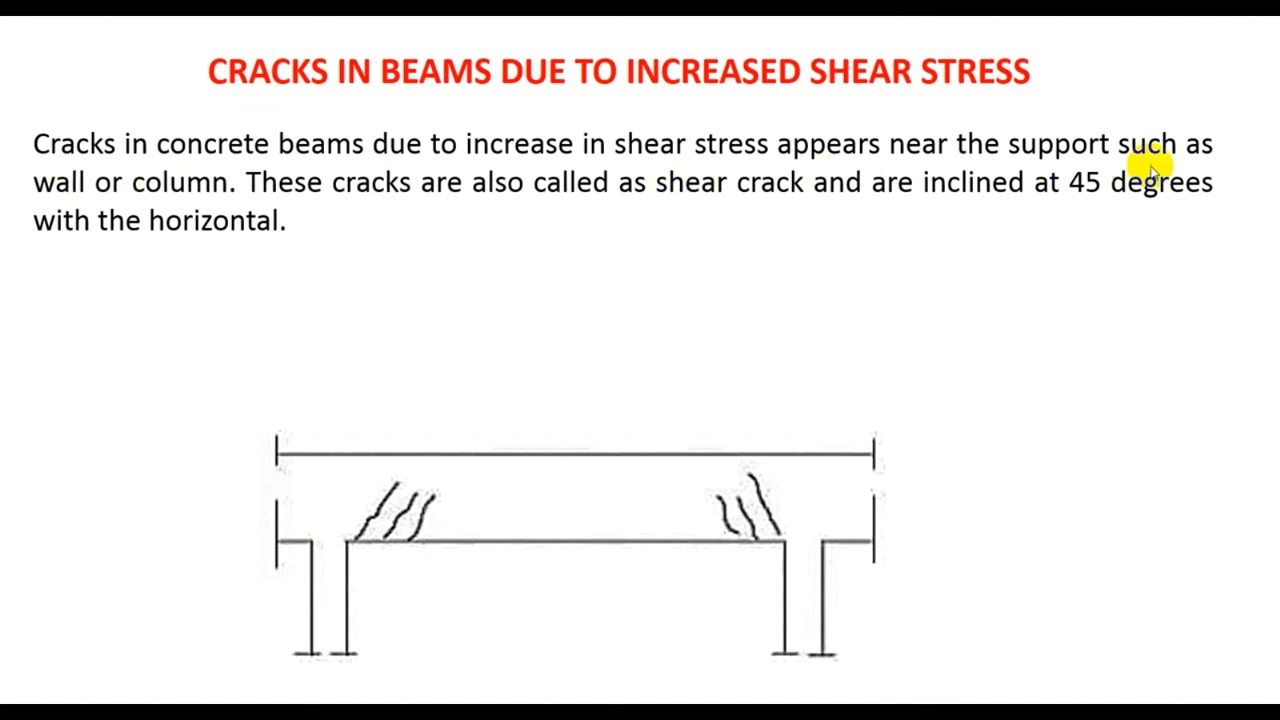 CRACKS IN BEAMS DUE TO INCREASED SHEAR STRESS
Cracks in concrete beams due to increase in shear stress appears near the support such as
wall or column. These cracks are also called as shear crack and are inclined at 45 degrees
with the horizontal.